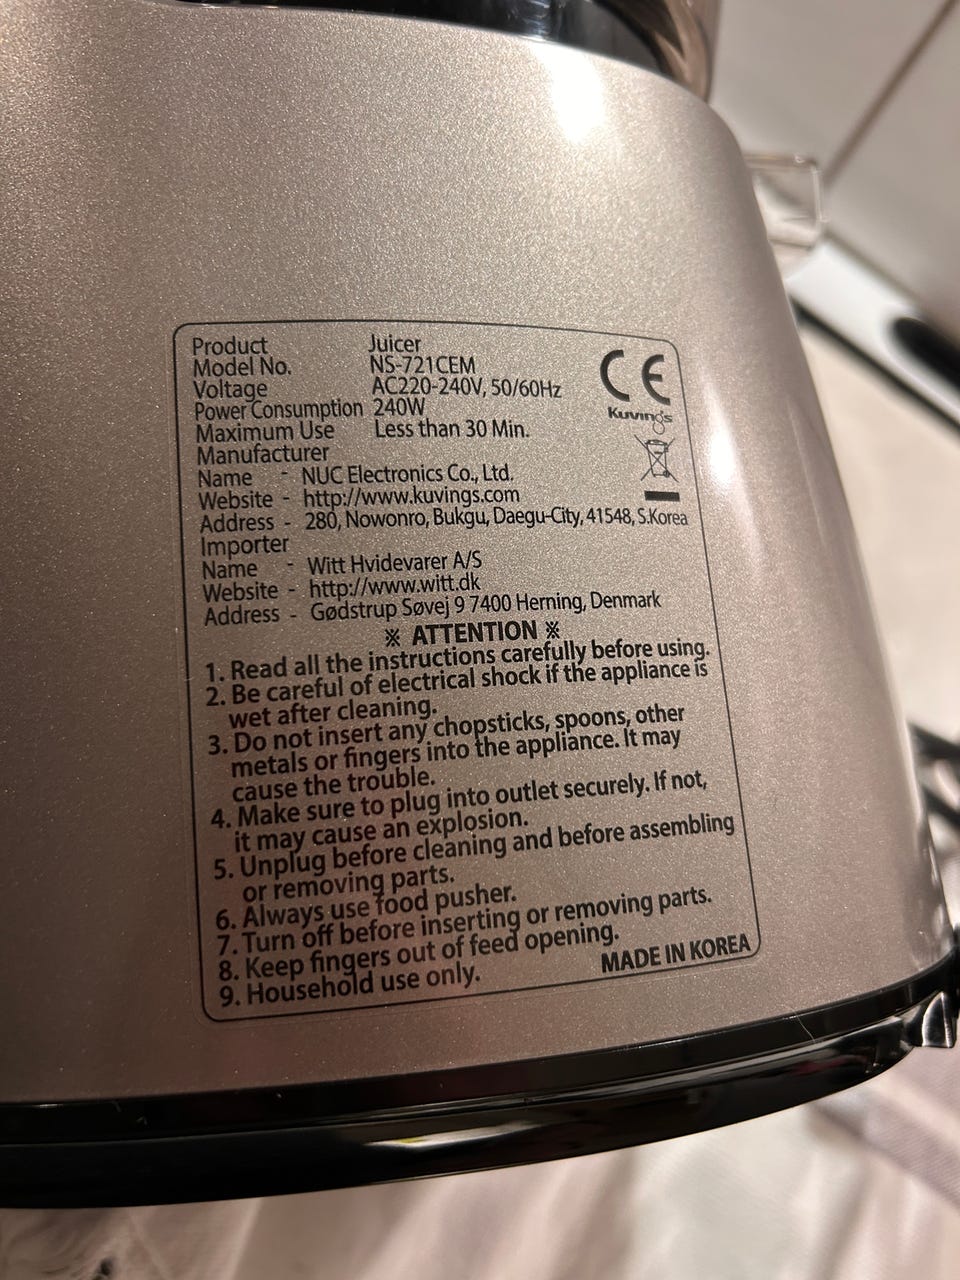 Product Juicer
Model No. NS-721CEM
Voltage AC220-240V, 50/60Hz
Power Consumption 240W
Maximum Use Less than 30 Min.
Manufacturer
Name - NUC Electronics Co., Ltd.
Website - http://www.kuvings.com
Address - 280, Nowonro, Bukgu, Daegu-City, 41548, S.Korea
Importer
Name - Witt Hvidevarer A/S
Website - http://www.witt.dk
Address - Gødstrup Søvej 9 7400 Herning, Denmark
CE
Kuvings
※ ATTENTION ※
1. Read all the instructions carefully before using.
2. Be careful of electrical shock if the appliance is
wet after cleaning.
3. Do not insert any chopsticks, spoons, other
metals or fingers into the appliance. It may
cause the trouble.
4. Make sure to plug into outlet securely. If not,
it may cause an explosion.
5. Unplug before cleaning and before assembling
or removing parts.
6. Always use food pusher.
7. Turn off before inserting or removing parts.
8. Keep fingers out of feed opening.
9. Household use only.
MADE IN KOREA